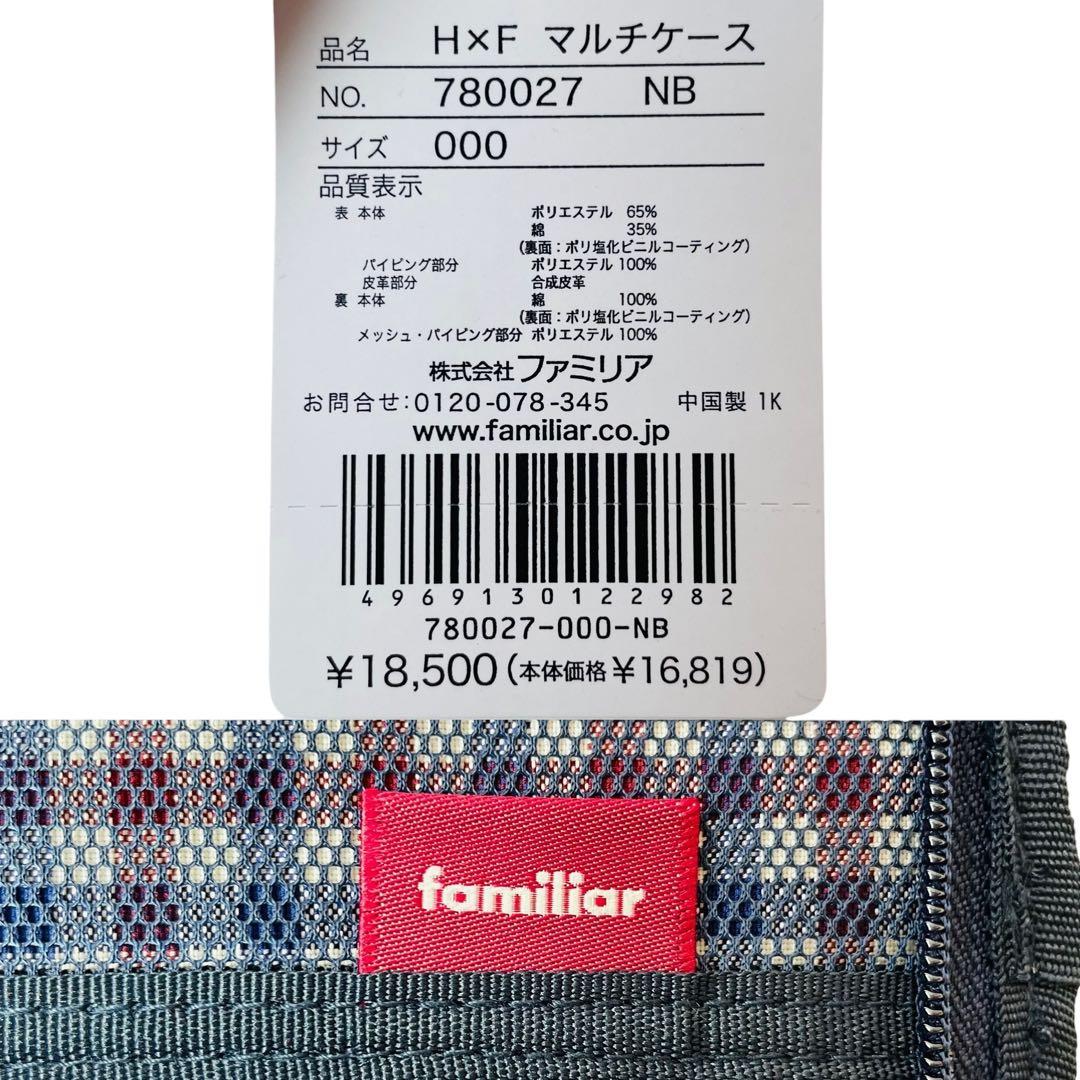 品名 H×F マルチケース
NO. 780027 NB
サイズ 000
品質表示
表 本体 ポリエステル 65%
綿 35%
(裏面:ポリ塩化ビニルコーティング)
パイピング部分 ポリエステル 100%
皮革部分 合成皮革
裏 本体 綿 100%
(裏面:ポリ塩化ビニルコーティング)
メッシュ・パイピング部分 ポリエステル 100%
株式会社ファミリア
お問合せ:0120-078-345 中国製 1K
www.familiar.co.jp
4969130122982
780027-000-NB
¥18,500(本体価格¥16,819)
familiar